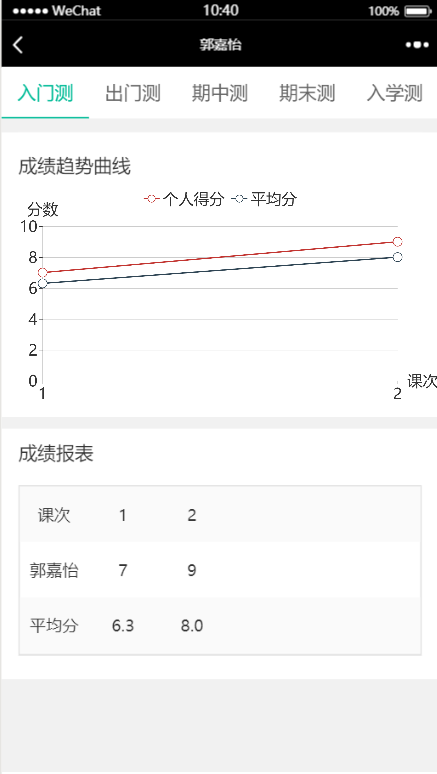 ●●●●● WeChat 10:40 100%
郭嘉怡
入门测 出门测 期中测 期末测 入学测
成绩趋势曲线
个人得分 平均分
分数
10
8
6
4
2
0
1 2 课次
成绩报表
课次 1 2
郭嘉怡 7 9
平均分 6.3 8.0